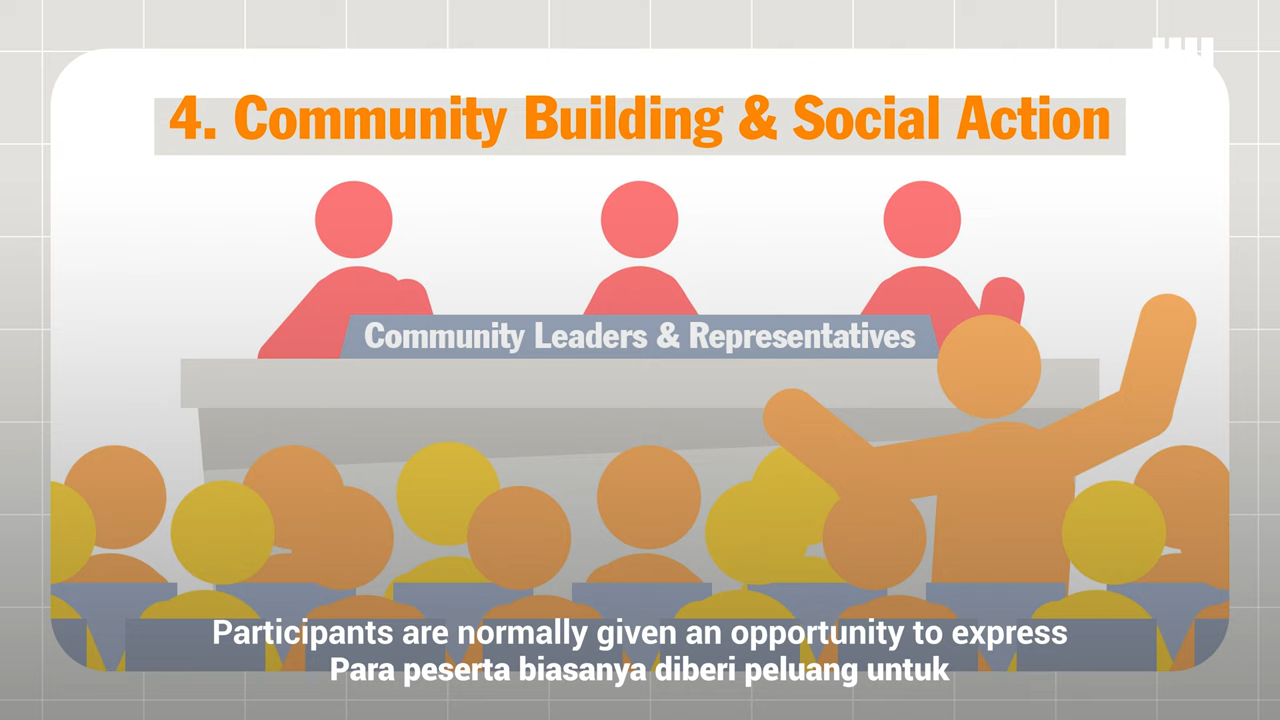 4. Community Building & Social Action
Community Leaders & Representatives
Participants are normally given an opportunity to express
Para peserta biasanya diberi peluang untuk